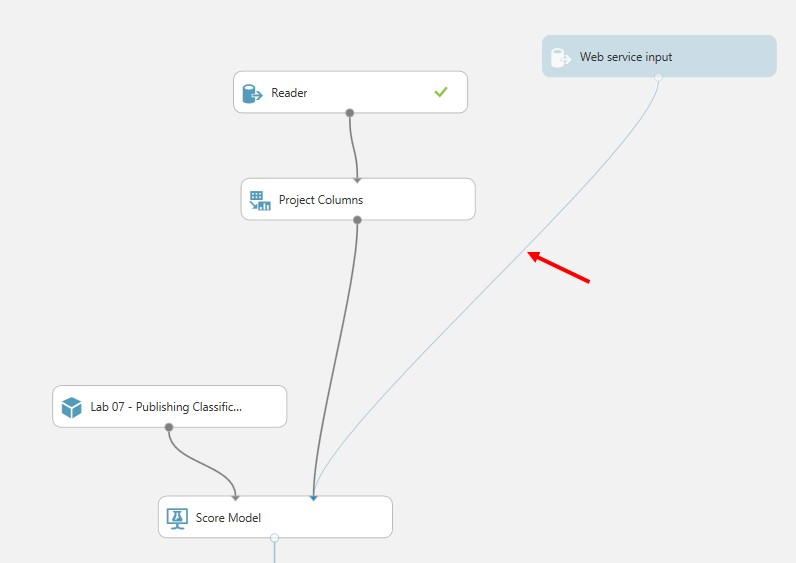 Web service input
Reader
Project Columns
Lab 07 - Publishing Classific...
Score Model